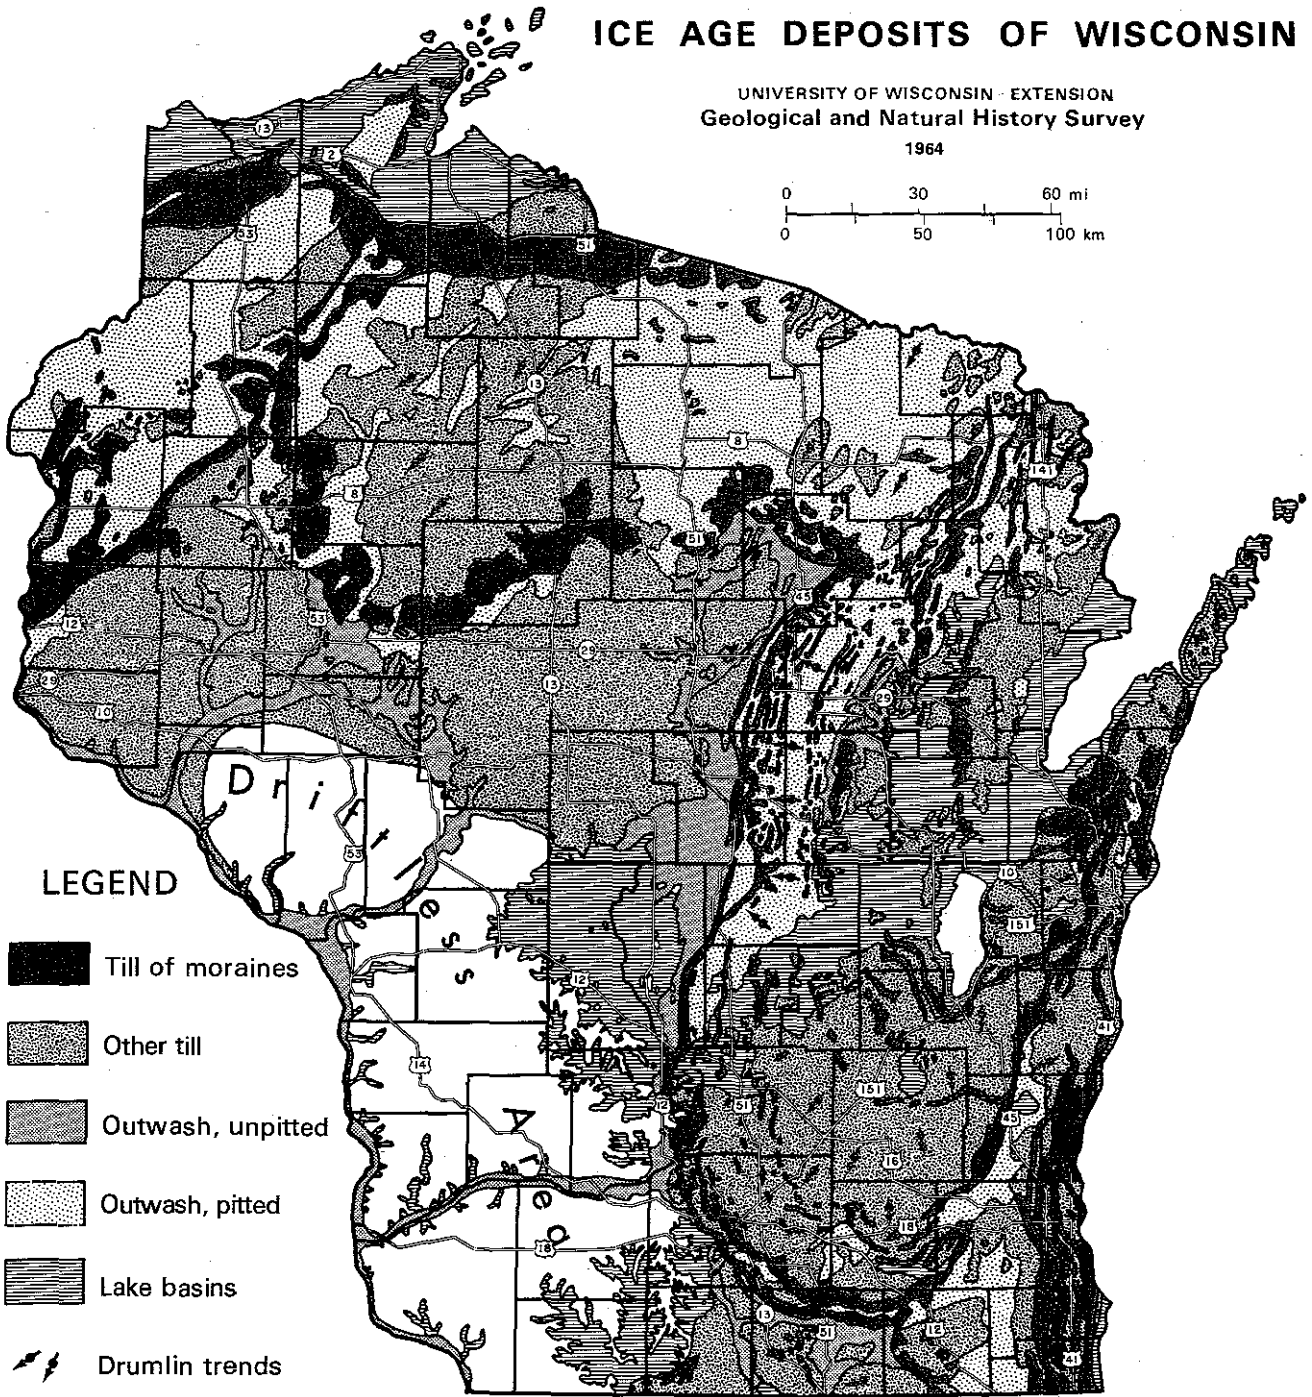 ICE AGE DEPOSITS OF WISCONSIN
UNIVERSITY OF WISCONSIN - EXTENSION
Geological and Natural History Survey
1964
0 30 60 mi
0 50 100 km
13
2
53
51
13
8
141
8
51
45
53
12
29
29
13
29
10
Driftless Area
53
LEGEND
10
151
Till of moraines
12
41
Other till
14
151
12
51
45
Outwash, unpitted
16
Outwash, pitted
18
18
Lake basins
13
51
12
41
Drumlin trends